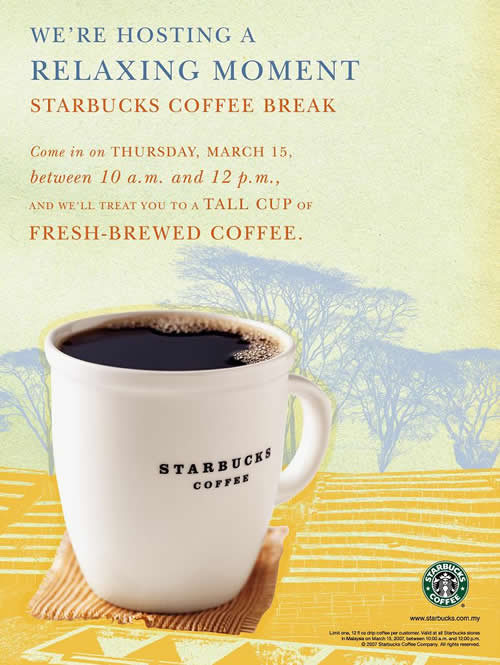 WE'RE HOSTING A
RELAXING MOMENT
STARBUCKS COFFEE BREAK
Come in on THURSDAY, MARCH 15,
between 10 a.m. and 12 p.m.,
AND WE'LL TREAT YOU TO A TALL CUP OF
FRESH-BREWED COFFEE.
STARBUCKS
COFFEE
STARBUCKS
COFFEE
www.starbucks.com.my
Limit one, 12 fl oz drip coffee per customer. Valid at all Starbucks stores
in Malaysia on March 15, 2007, between 10:00 a.m. and 12:00 p.m.
© 2007 Starbucks Coffee Company. All rights reserved.